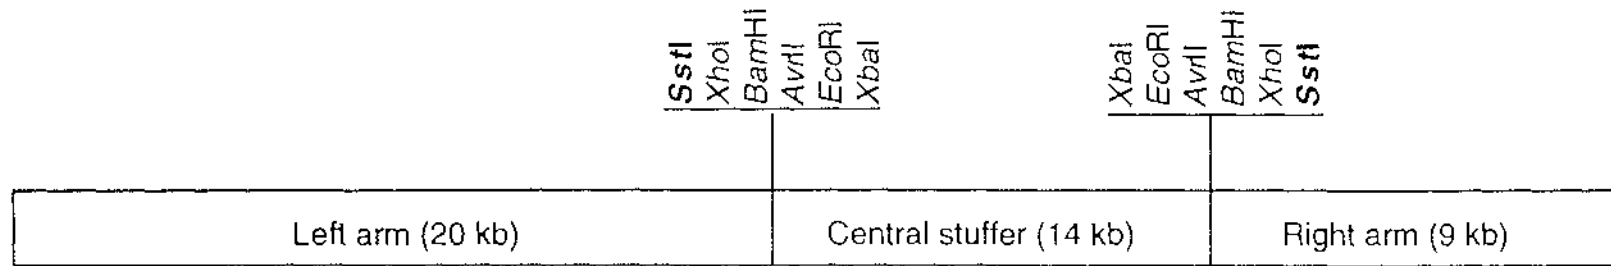 SstI
XhoI
BamHI
AvrII
EcoRI
XbaI
XbaI
EcoRI
AvrII
BamHI
XhoI
SstI
Left arm (20 kb)
Central stuffer (14 kb)
Right arm (9 kb)